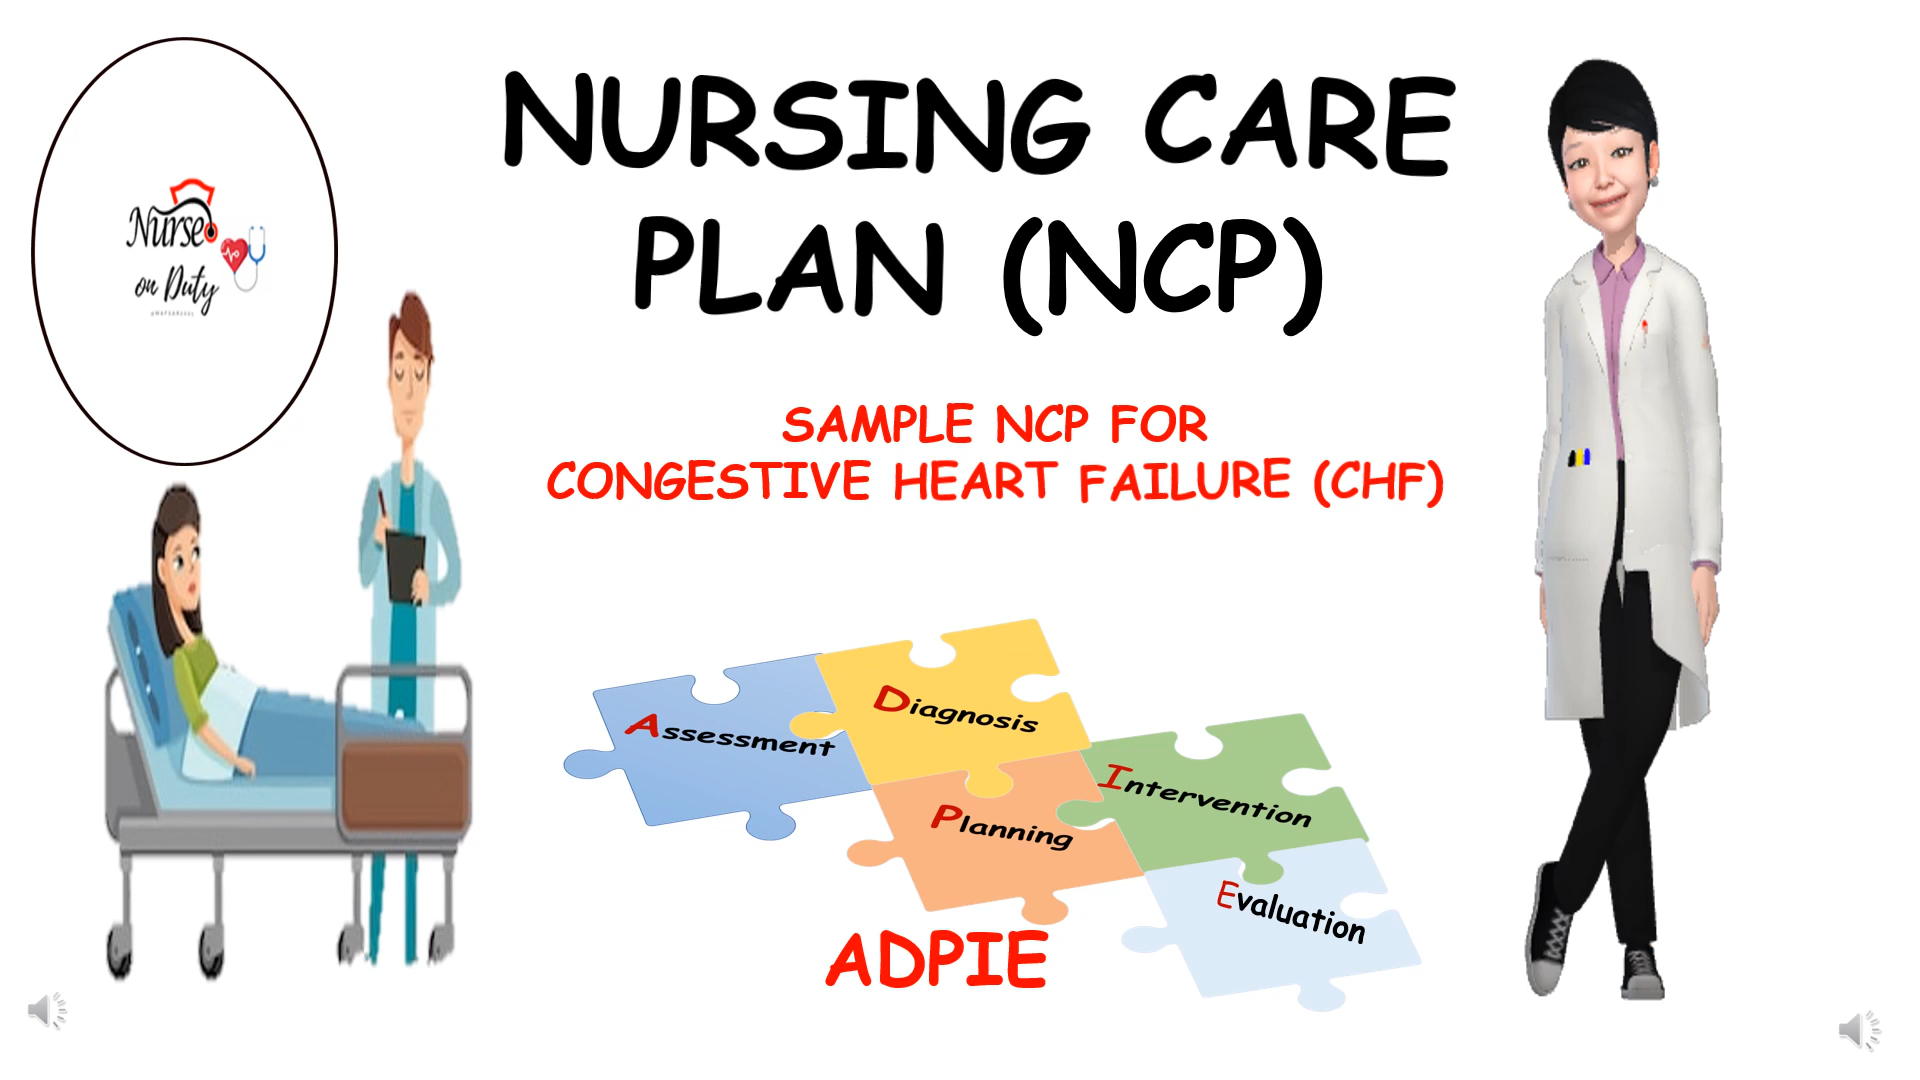 NURSING CARE
PLAN (NCP)
SAMPLE NCP FOR
CONGESTIVE HEART FAILURE (CHF)
Nurse
on Duty
Assessment
Diagnosis
Planning
Intervention
Evaluation
ADPIE